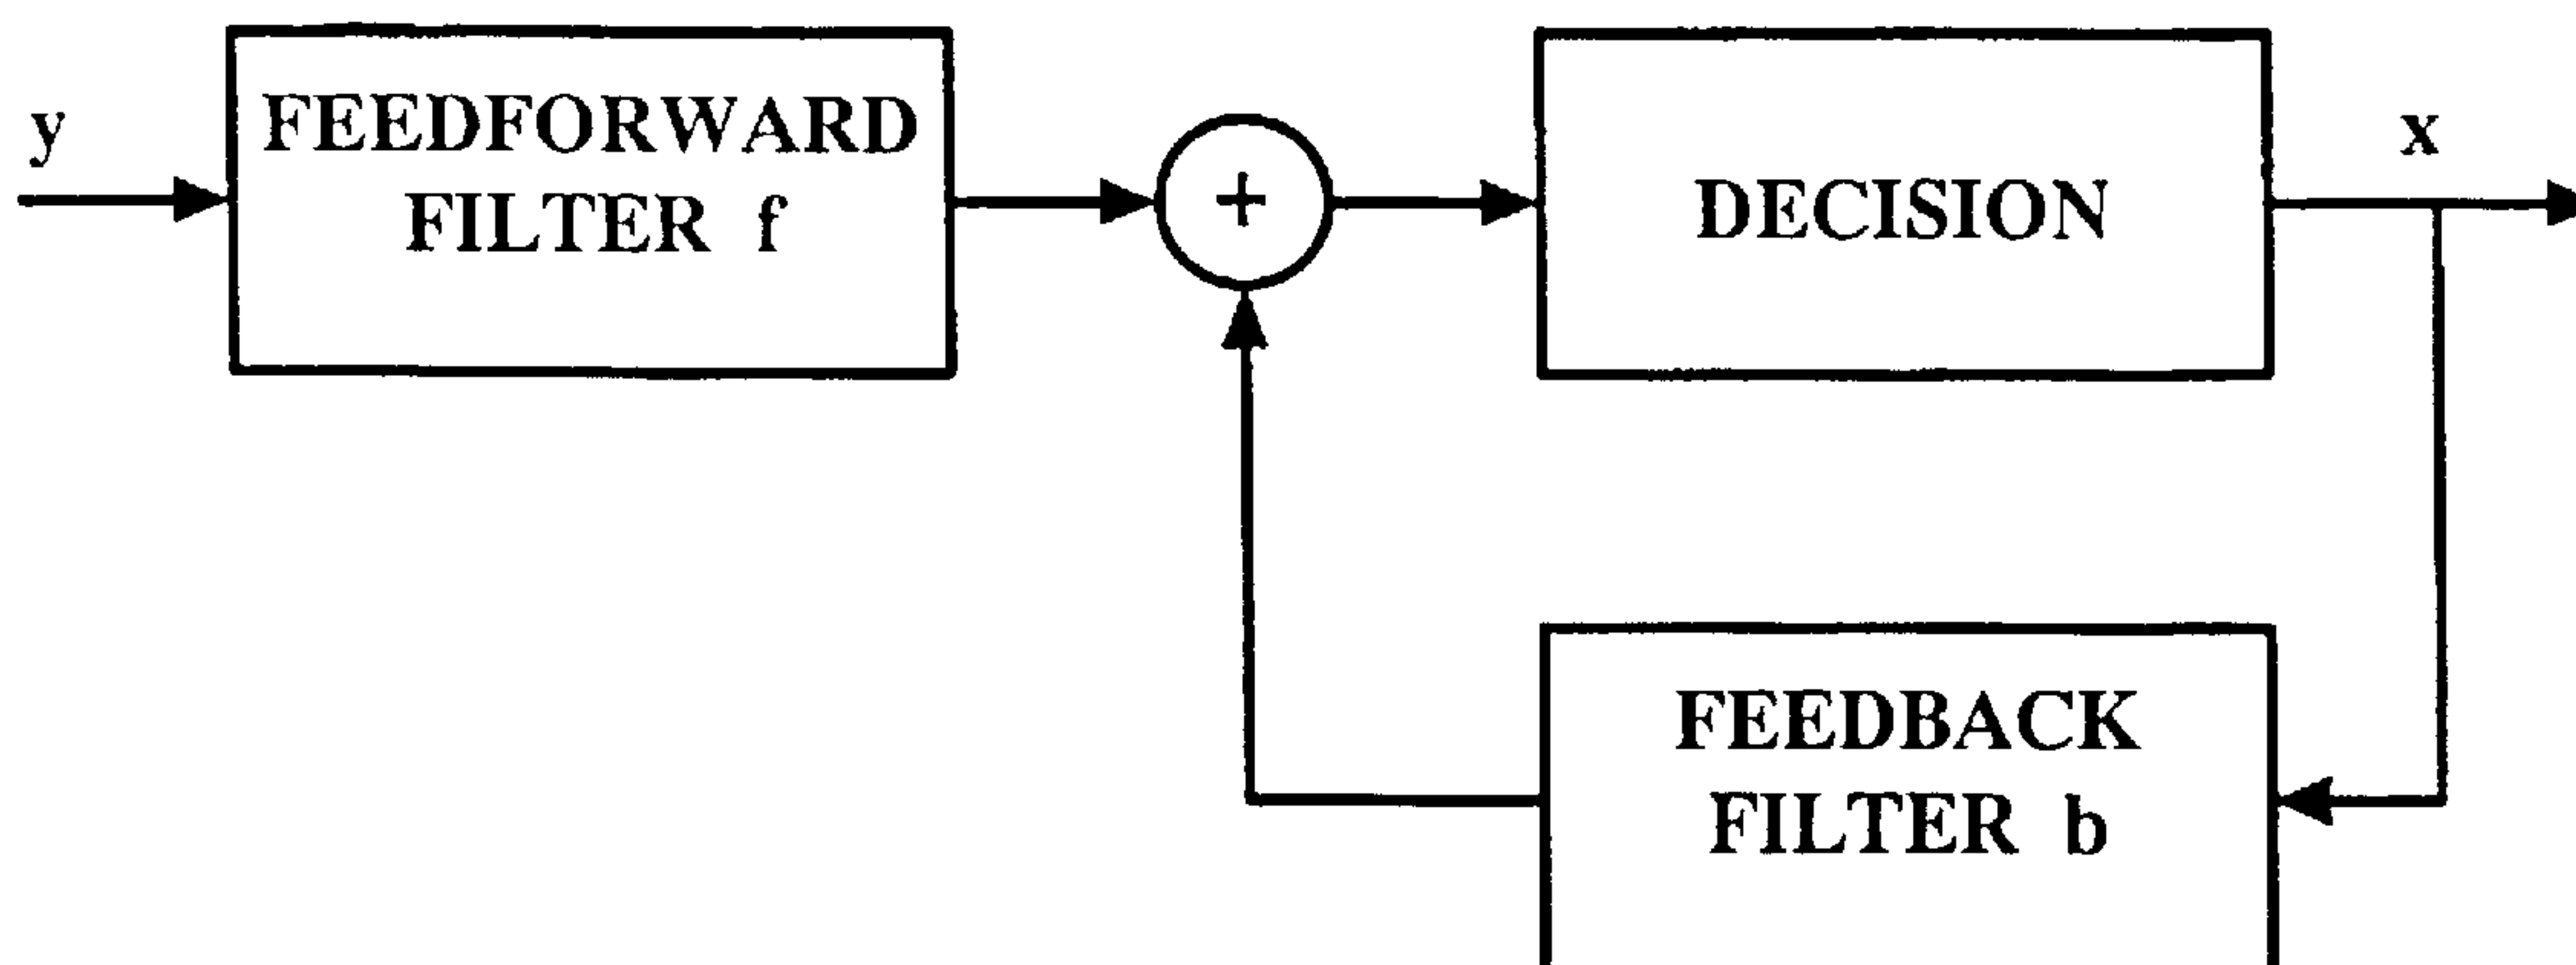 y
FEEDFORWARD
FILTER f
+
DECISION
x
FEEDBACK
FILTER b